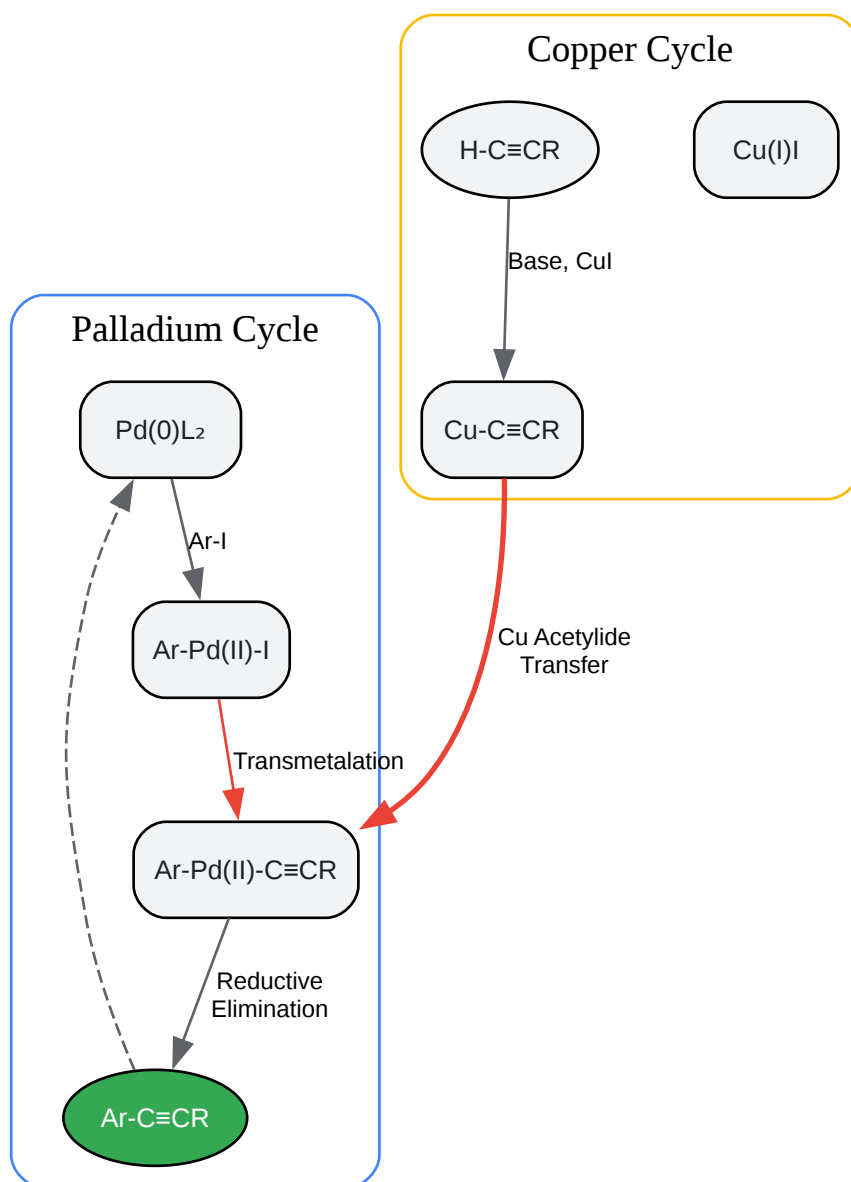 Copper Cycle
H-C≡CR
Cu(I)I
Base, CuI
Palladium Cycle
Pd(0)L₂
Cu-C≡CR
Ar-I
Ar-Pd(II)-I
Cu Acetylide
Transfer
Transmetalation
Ar-Pd(II)-C≡CR
Reductive
Elimination
Ar-C≡CR